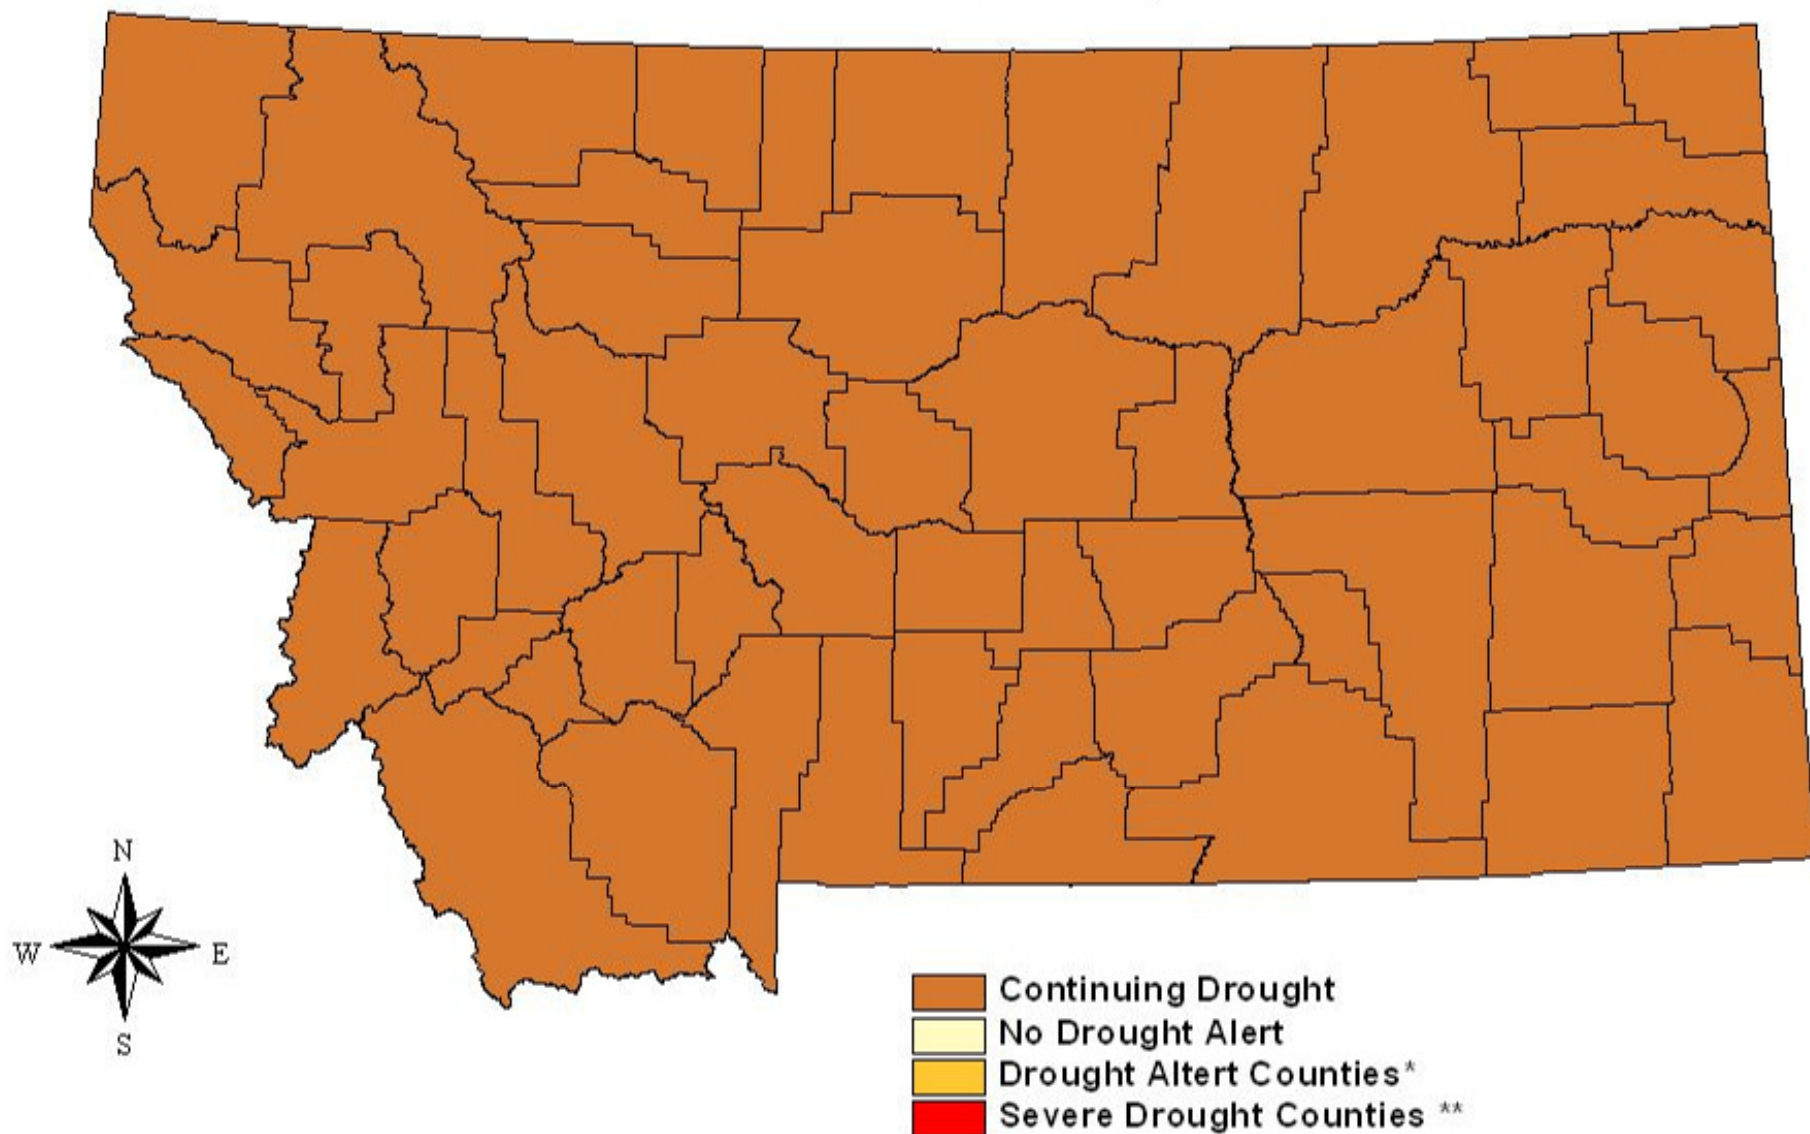 N
W E
S
Continuing Drought
No Drought Alert
Drought Altert Counties*
Severe Drought Counties **